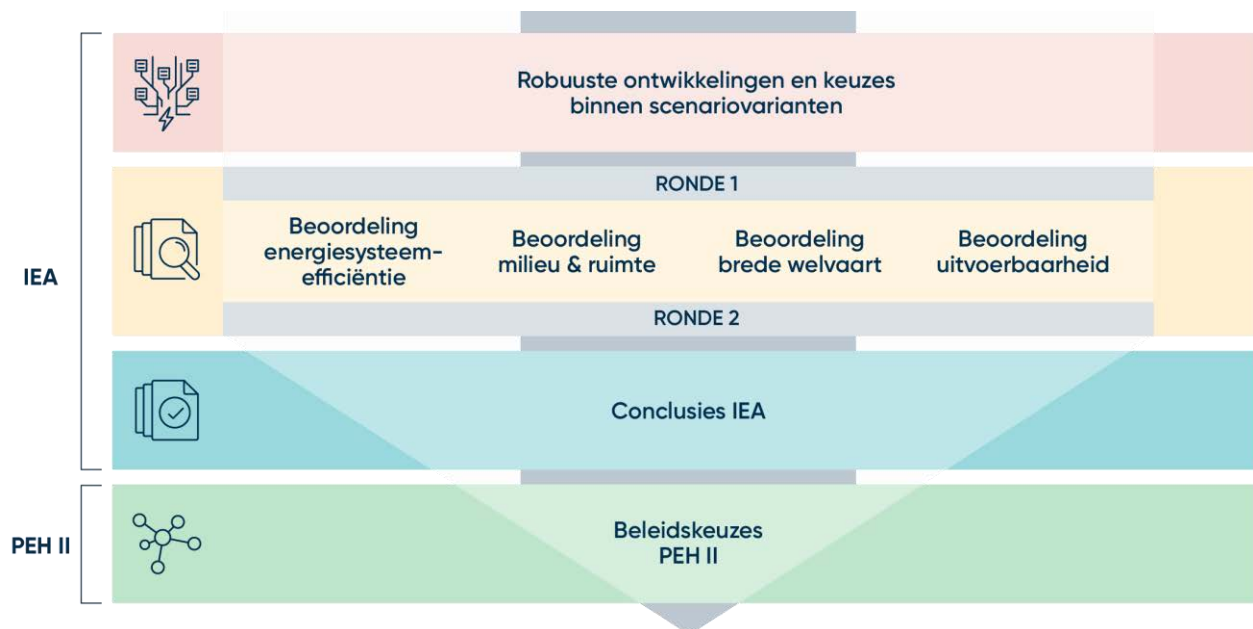 Robuuste ontwikkelingen en keuzes
binnen scenariovarianten
IEA
RONDE 1
Beoordeling
energiesysteem-
efficiëntie
Beoordeling
milieu & ruimte
Beoordeling
brede welvaart
Beoordeling
uitvoerbaarheid
RONDE 2
Conclusies IEA
PEH II
Beleidskeuzes
PEH II